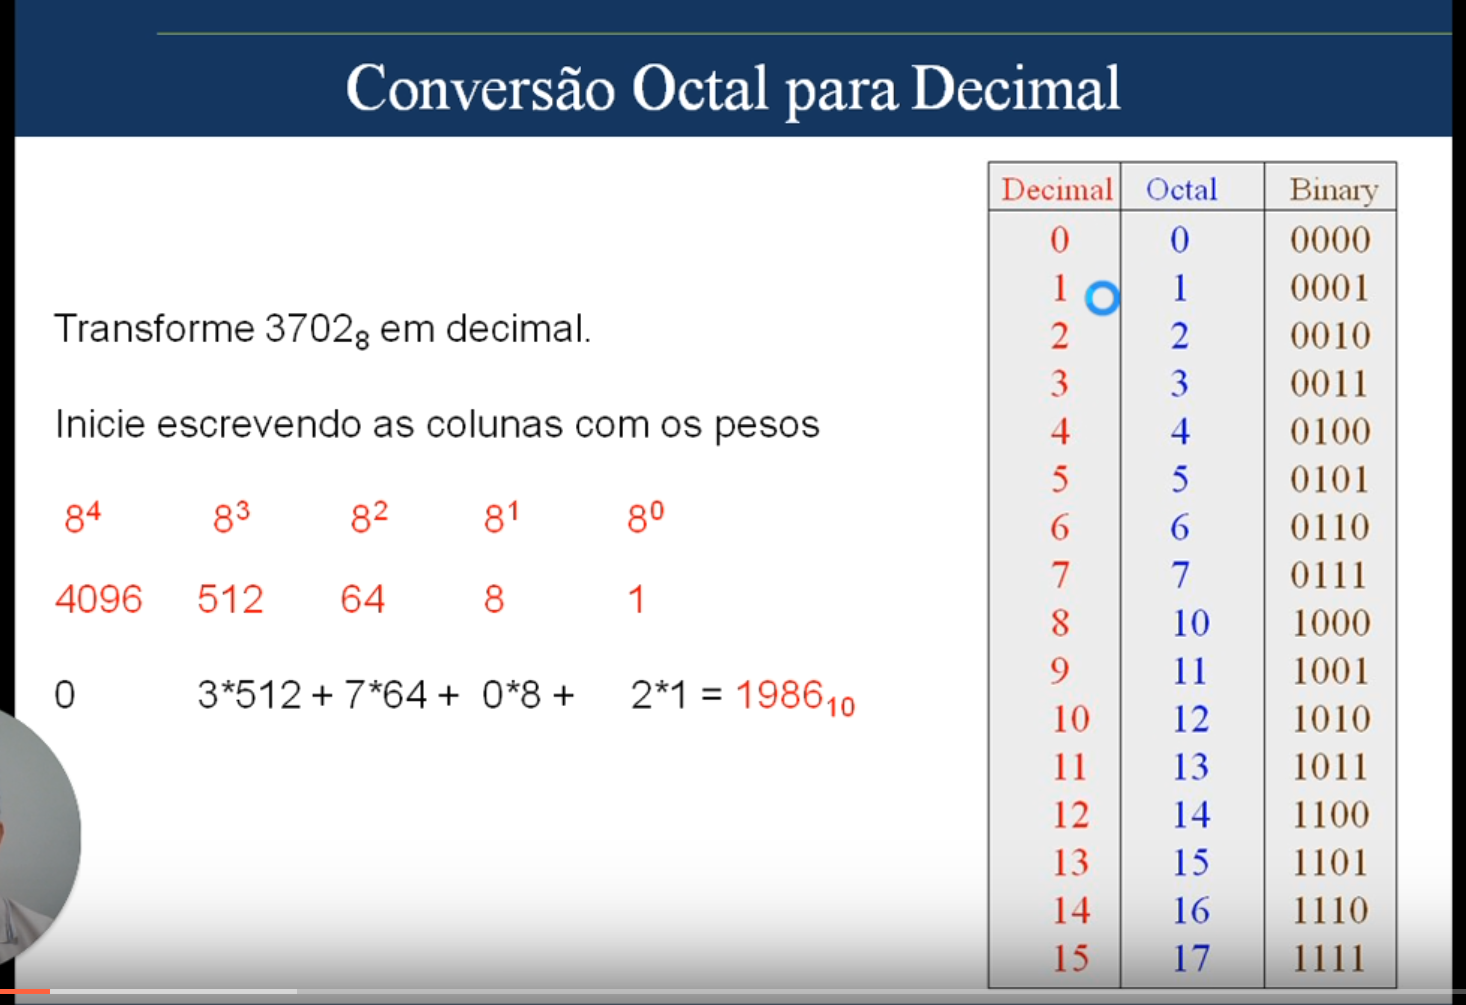 Conversão Octal para Decimal
Transforme 3702₈ em decimal.
Inicie escrevendo as colunas com os pesos
8⁴ 8³ 8² 8¹ 8⁰
4096 512 64 8 1
0 3*512 + 7*64 + 0*8 + 2*1 = 1986₁₀
Decimal Octal Binary
0 0 0000
1 1 0001
2 2 0010
3 3 0011
4 4 0100
5 5 0101
6 6 0110
7 7 0111
8 10 1000
9 11 1001
10 12 1010
11 13 1011
12 14 1100
13 15 1101
14 16 1110
15 17 1111